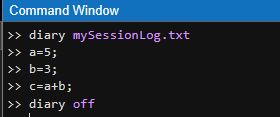 Command Window
>> diary mySessionLog.txt
>> a=5;
>> b=3;
>> c=a+b;
>> diary off